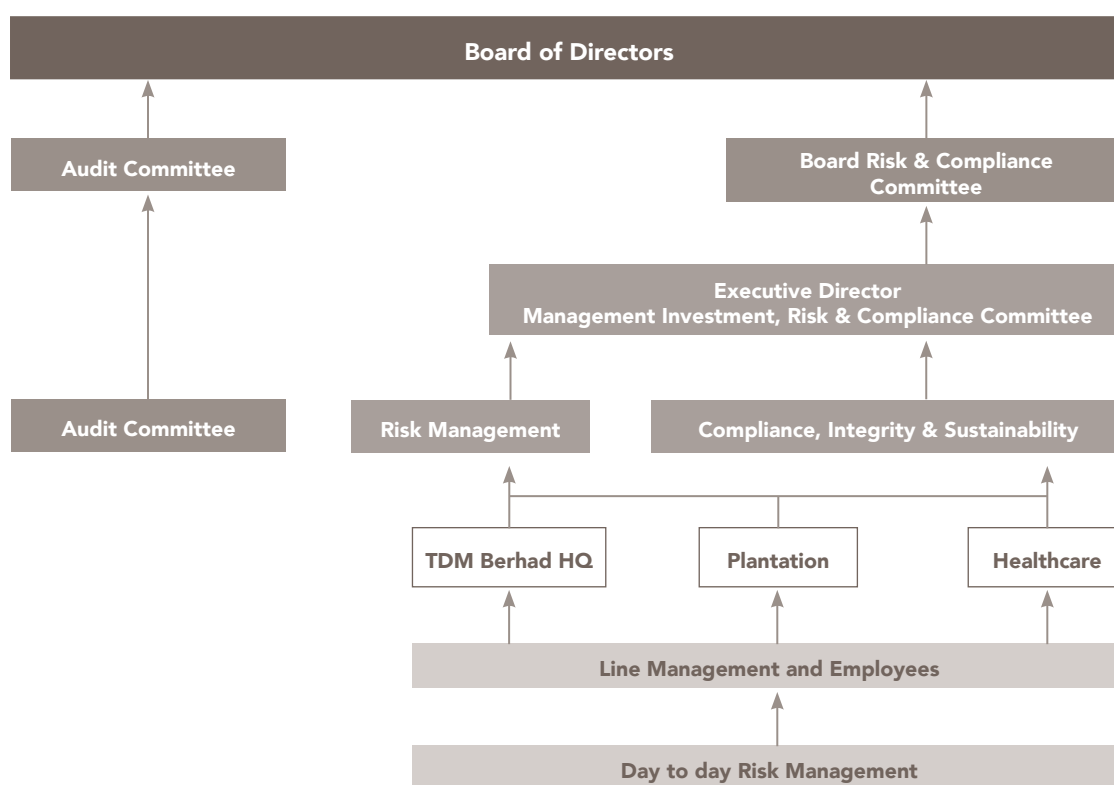 Board of Directors
Audit Committee
Board Risk & Compliance
Committee
Executive Director
Management Investment, Risk & Compliance Committee
Audit Committee
Risk Management
Compliance, Integrity & Sustainability
TDM Berhad HQ
Plantation
Healthcare
Line Management and Employees
Day to day Risk Management